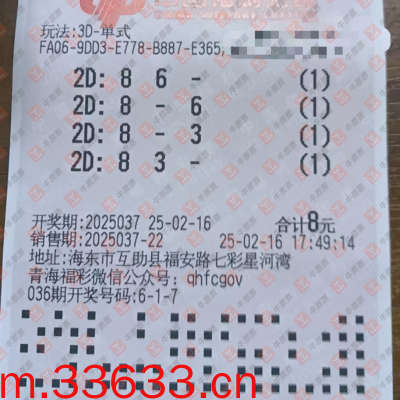 玩法:3D-单式
FA06-9DD3-E778-B887-E365,
2D: 8 6 - (1)
2D: 8 - 6 (1)
2D: 8 - 3 (1)
2D: 8 3 - (1)
开奖期:2025037 25-02-16 合计8元
销售期:2025037-22 25-02-16 17:49:14
地址:海东市互助县福安路七彩星河湾
青海福彩微信公众号: qhfcgov
036期开奖号码:6-1-7
m.33633.cn